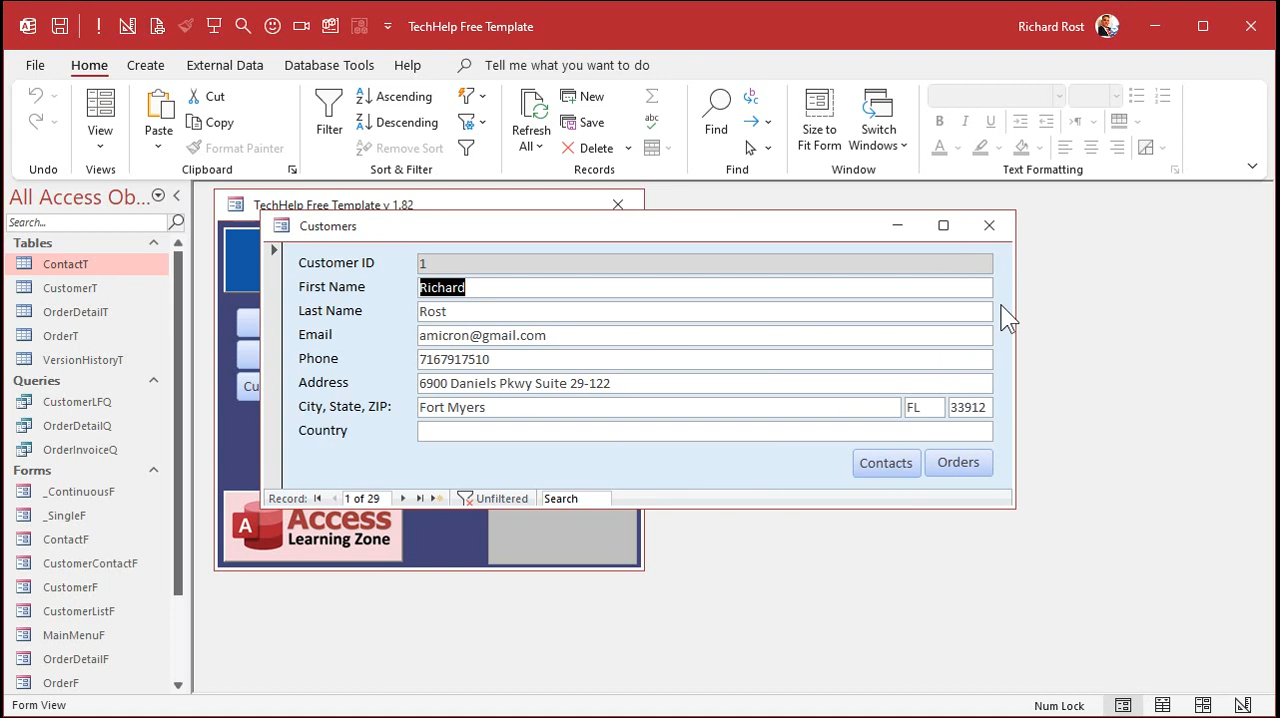 TechHelp Free Template
Richard Rost
File Home Create External Data Database Tools Help Tell me what you want to do
Undo
View
Views
Paste
Cut
Copy
Format Painter
Clipboard
Filter
Ascending
Descending
Remove Sort
Sort & Filter
Refresh
All
New
Save
Delete
Records
Find
Find
Size to
Fit Form
Switch
Windows
Window
B I U
A
Text Formatting
All Access Ob...
Search...
Tables
ContactT
CustomerT
OrderDetailT
OrderT
VersionHistoryT
Queries
CustomerLFQ
OrderDetailQ
OrderInvoiceQ
Forms
_ContinuousF
_SingleF
ContactF
CustomerContactF
CustomerF
CustomerListF
MainMenuF
OrderDetailF
OrderF
TechHelp Free Template v 1.82
Cu
Customers
Customer ID 1
First Name Richard
Last Name Rost
Email amicron@gmail.com
Phone 7167917510
Address 6900 Daniels Pkwy Suite 29-122
City, State, ZIP: Fort Myers FL 33912
Country
Contacts Orders
Record: 1 of 29 Unfiltered Search
A Access
Learning Zone
Form View
Num Lock